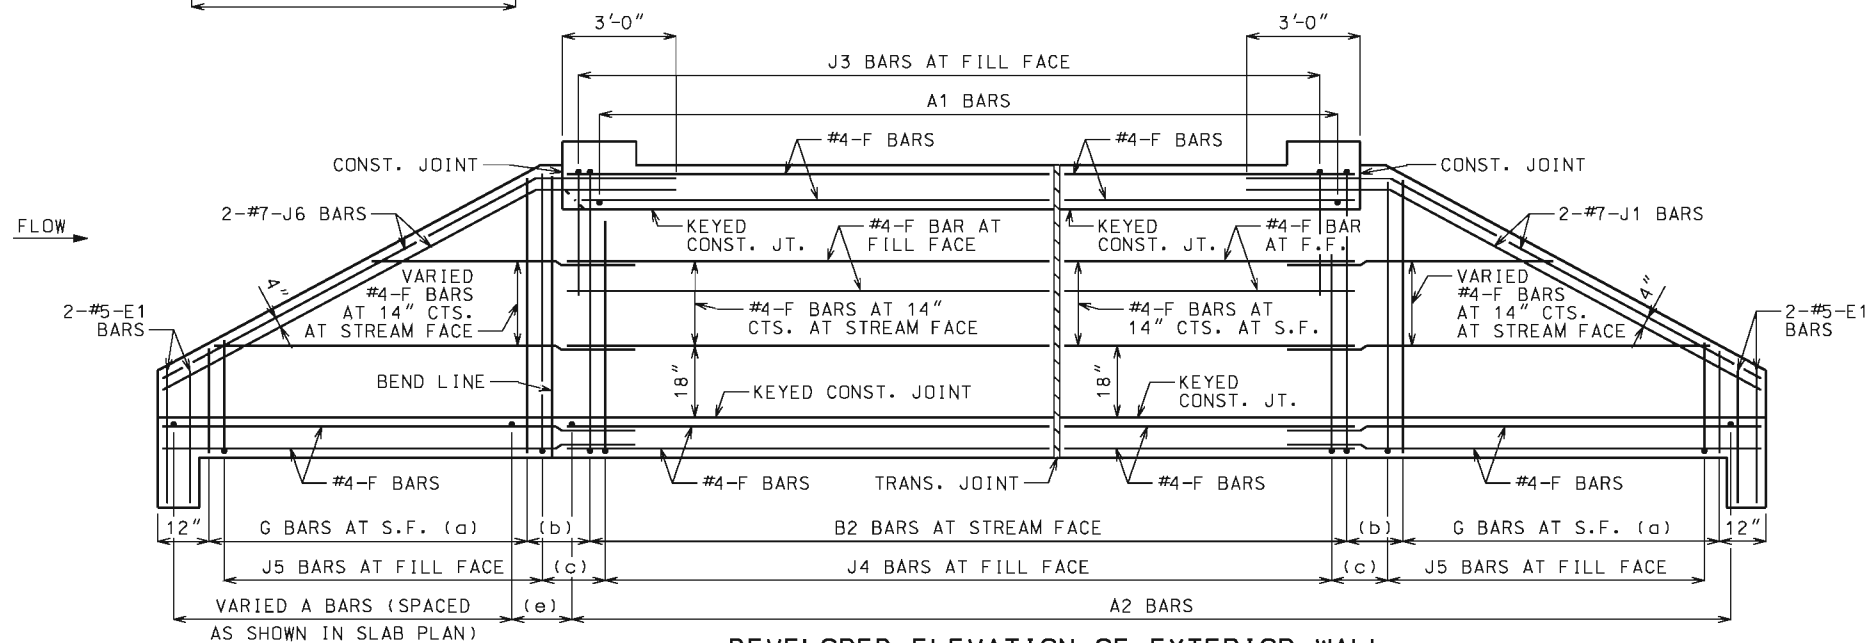 3'-0"
3'-0"
J3 BARS AT FILL FACE
A1 BARS
#4-F BARS
#4-F BARS
CONST. JOINT
CONST. JOINT
2-#7-J6 BARS
2-#7-J1 BARS
FLOW
KEYED
CONST. JT.
#4-F BAR AT
FILL FACE
KEYED
CONST. JT.
#4-F BAR
AT F.F.
VARIED
#4-F BARS
AT 14" CTS.
AT STREAM FACE
4"
#4-F BARS AT 14"
CTS. AT STREAM FACE
#4-F BARS AT
14" CTS. AT S.F.
VARIED
#4-F BARS
AT 14" CTS.
AT STREAM FACE
4"
2-#5-E1
BARS
2-#5-E1
BARS
BEND LINE
18"
KEYED CONST. JOINT
18"
KEYED
CONST. JT.
#4-F BARS
#4-F BARS
TRANS. JOINT
#4-F BARS
#4-F BARS
12"
G BARS AT S.F. (a)
(b)
B2 BARS AT STREAM FACE
(b)
G BARS AT S.F. (a)
12"
J5 BARS AT FILL FACE
(c)
J4 BARS AT FILL FACE
(c)
J5 BARS AT FILL FACE
VARIED A BARS (SPACED
AS SHOWN IN SLAB PLAN)
(e)
A2 BARS
DEVELOPED ELEVATION OF EXTERIOR WALL